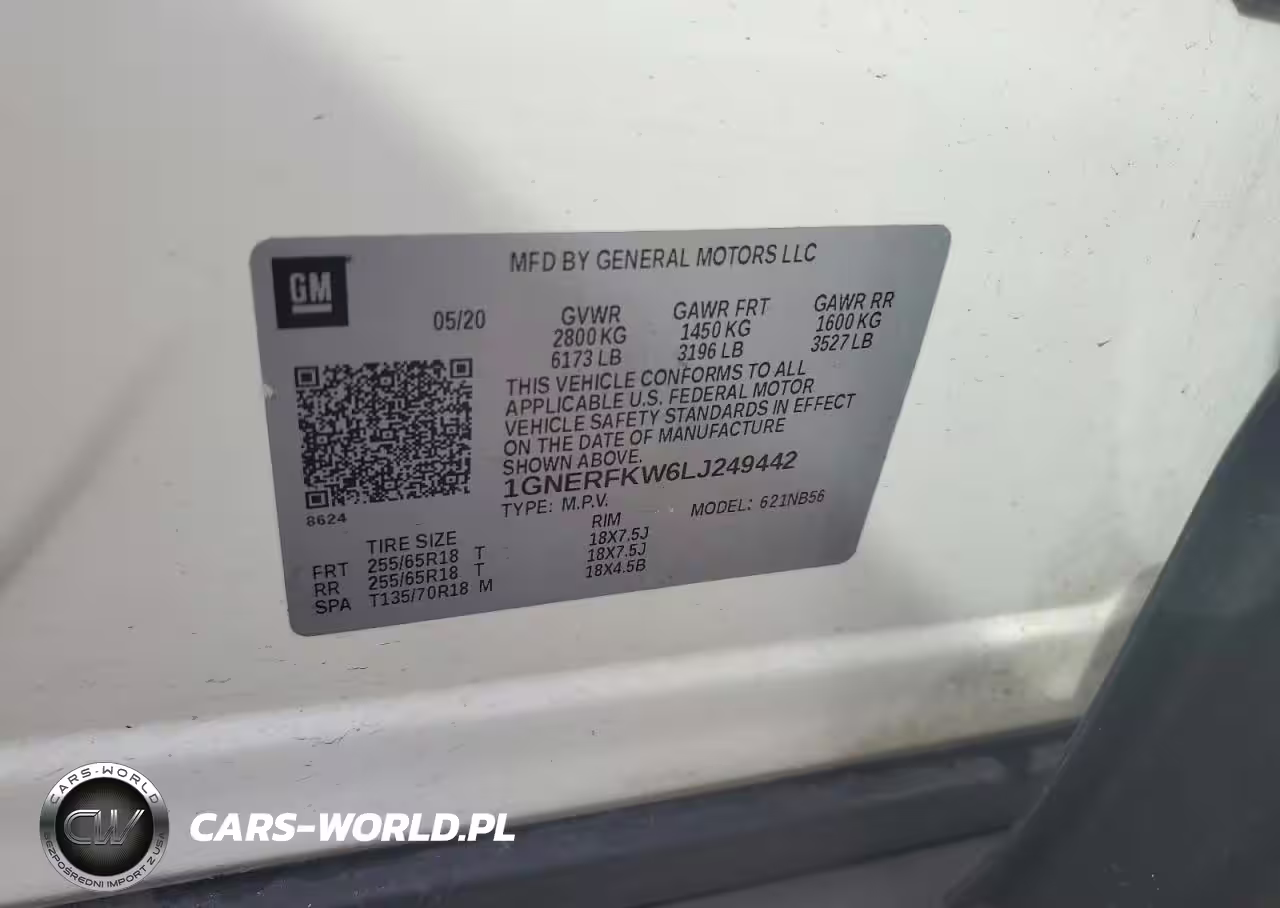 GM
MFD BY GENERAL MOTORS LLC
05/20
GVWR GAWR FRT GAWR RR
2800 KG 1450 KG 1600 KG
6173 LB 3196 LB 3527 LB
THIS VEHICLE CONFORMS TO ALL
APPLICABLE U.S. FEDERAL MOTOR
VEHICLE SAFETY STANDARDS IN EFFECT
ON THE DATE OF MANUFACTURE
SHOWN ABOVE.
1GNERFKW6LJ249442
TYPE: M.P.V. MODEL: 621NB56
8624
TIRE SIZE RIM
FRT 255/65R18 T 18X7.5J
RR 255/65R18 T 18X7.5J
SPA T135/70R18 M 18X4.5B
CARS-WORLD
CW
BEZPOŚREDNI IMPORT Z USA
CARS-WORLD.PL